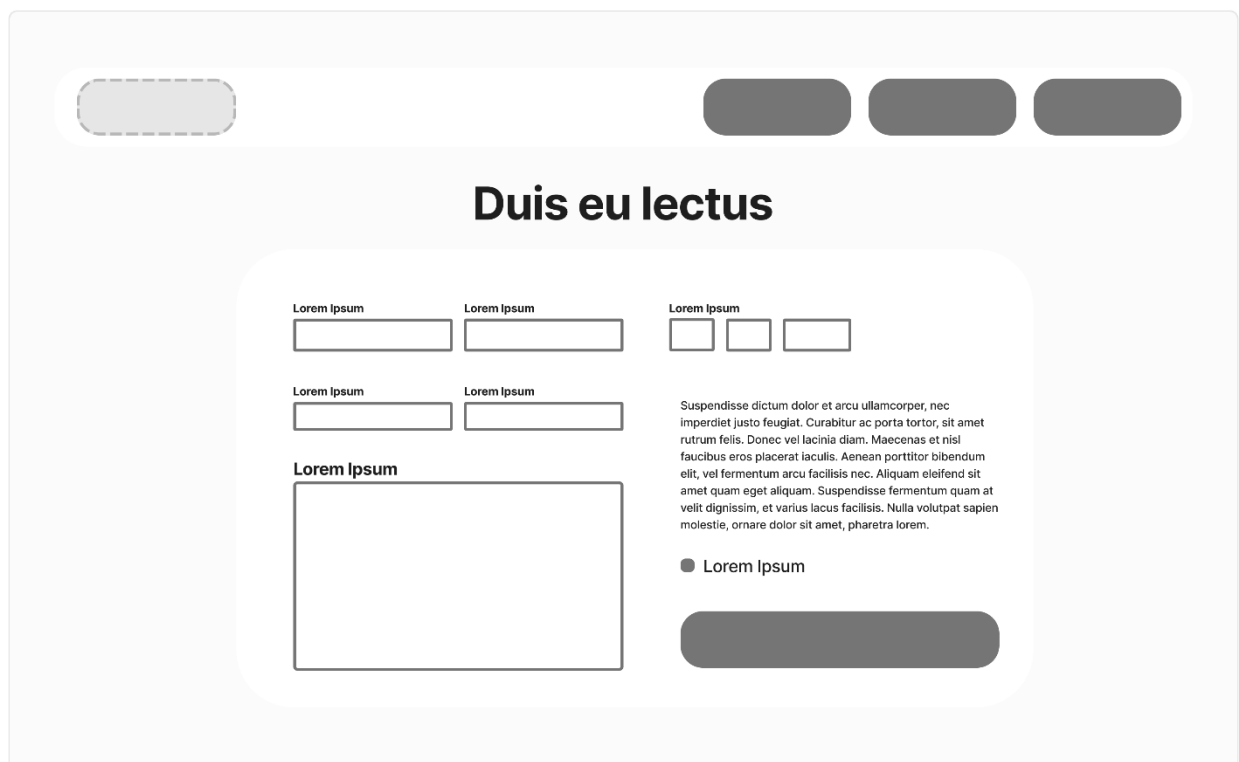 Duis eu lectus
Lorem Ipsum
Lorem Ipsum
Lorem Ipsum
Lorem Ipsum
Lorem Ipsum
Lorem Ipsum
Suspendisse dictum dolor et arcu ullamcorper, nec
imperdiet justo feugiat. Curabitur ac porta tortor, sit amet
rutrum felis. Donec vel lacinia diam. Maecenas et nisl
faucibus eros placerat iaculis. Aenean porttitor bibendum
elit, vel fermentum arcu facilisis nec. Aliquam eleifend sit
amet quam eget aliquam. Suspendisse fermentum quam at
velit dignissim, et varius lacus facilisis. Nulla volutpat sapien
molestie, ornare dolor sit amet, pharetra lorem.
Lorem Ipsum